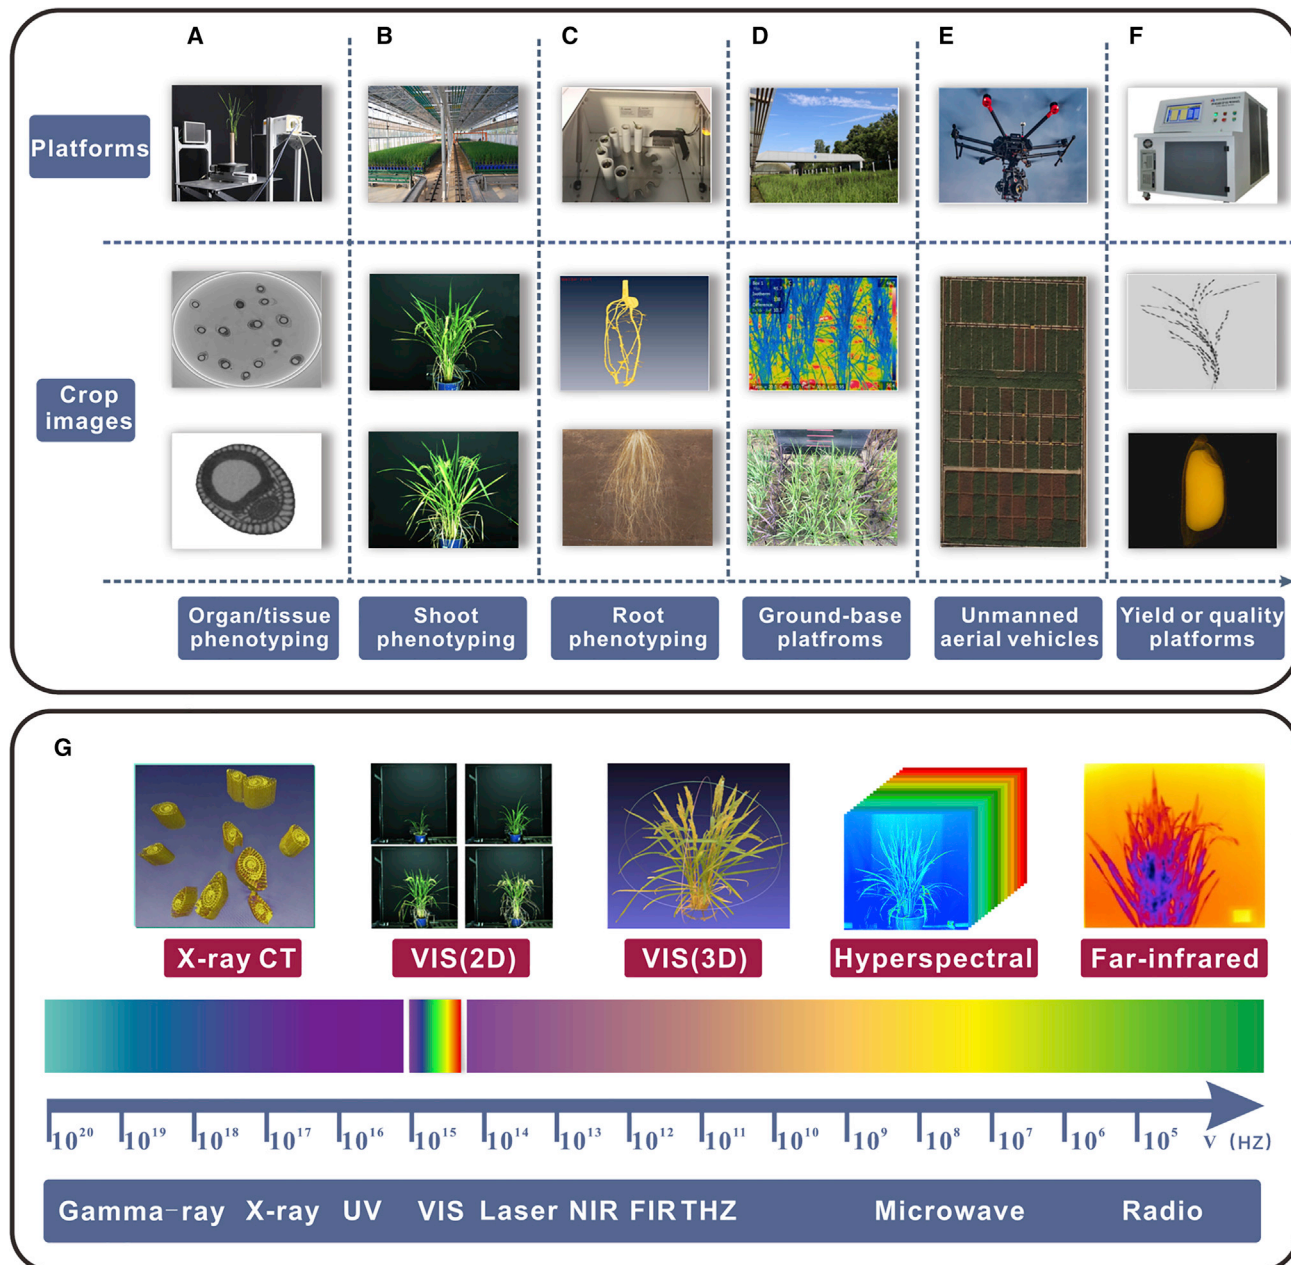 A
B
C
D
E
F
Platforms
Crop
images
Organ/tissue
phenotyping
Shoot
phenotyping
Root
phenotyping
Ground-base
platfroms
Unmanned
aerial vehicles
Yield or quality
platforms
G
X-ray CT
VIS(2D)
VIS(3D)
Hyperspectral
Far-infrared
10²⁰ 10¹⁹ 10¹⁸ 10¹⁷ 10¹⁶ 10¹⁵ 10¹⁴ 10¹³ 10¹² 10¹¹ 10¹⁰ 10⁹ 10⁸ 10⁷ 10⁶ 10⁵ V (HZ)
Gamma-ray X-ray UV VIS Laser NIR FIR THZ Microwave Radio